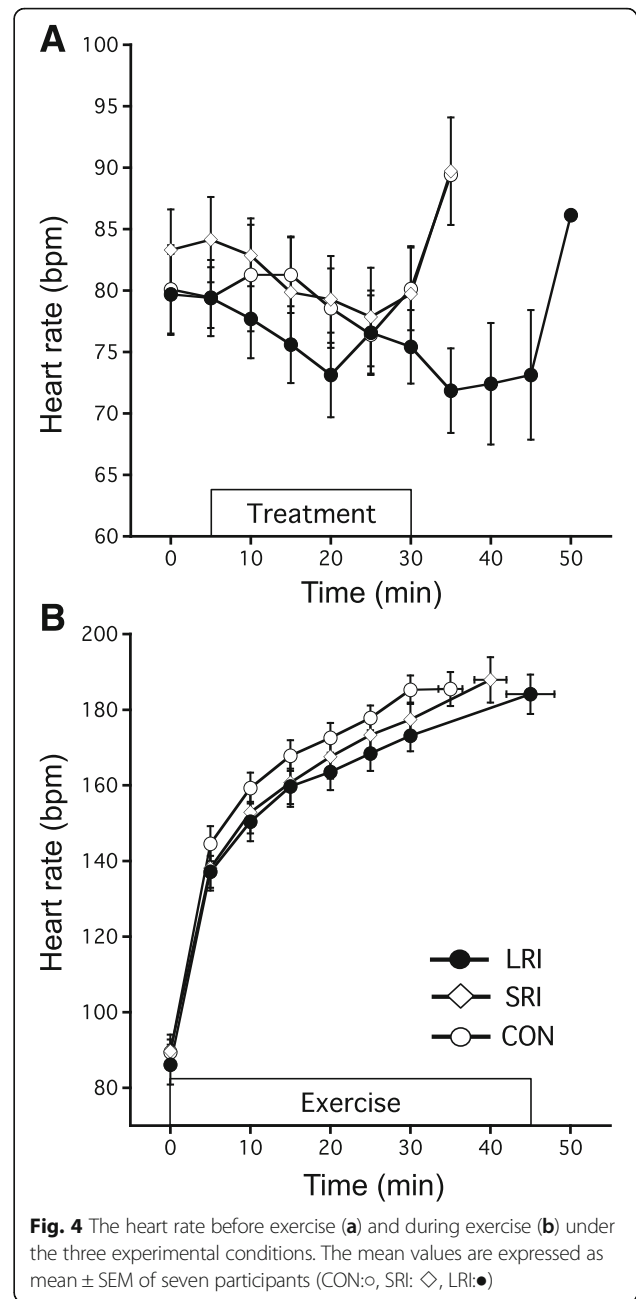 A
100
95
90
85
80
75
70
65
60
Heart rate (bpm)
Treatment
0 10 20 30 40 50
Time (min)
B
200
180
160
140
120
100
80
Heart rate (bpm)
LRI
SRI
CON
Exercise
0 10 20 30 40 50
Time (min)
Fig. 4 The heart rate before exercise (a) and during exercise (b) under
the three experimental conditions. The mean values are expressed as
mean ± SEM of seven participants (CON:○, SRI: ◇, LRI:●)